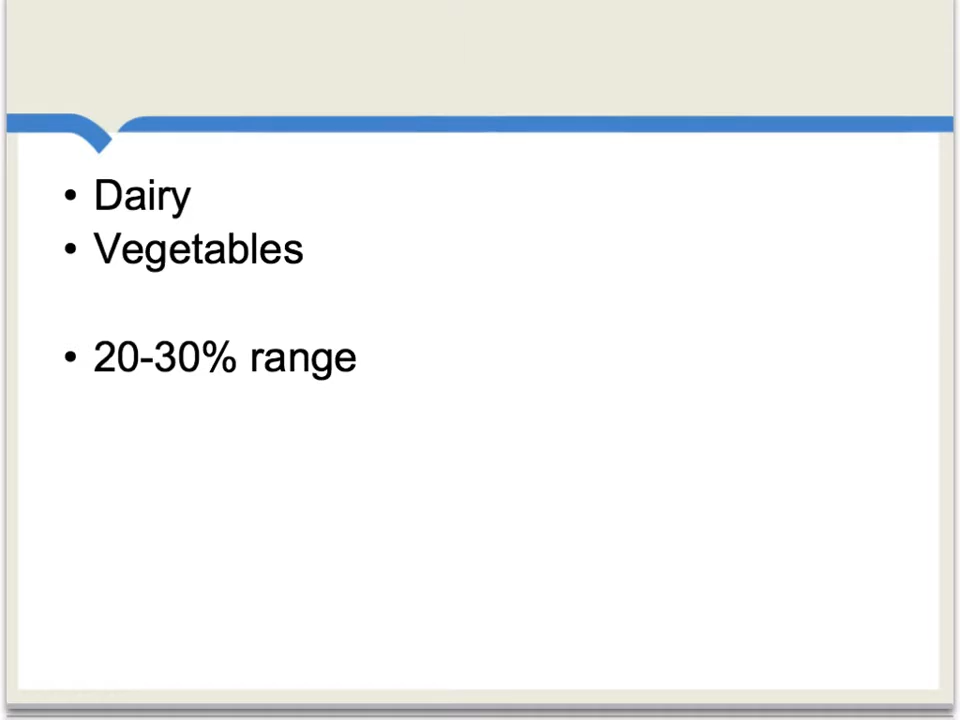 • Dairy
• Vegetables
• 20-30% range